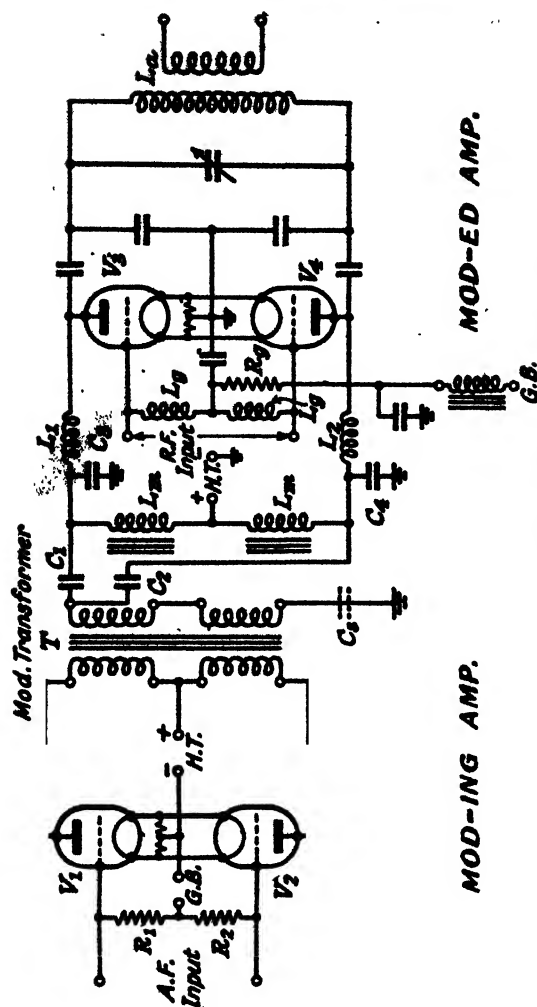 Mod. Transformer
T
C1
C2
L1
C3
V3
La
V1
Lm
Lg
R.F.
Input
A.F.
Input
R1
R2
G.B.
H.T.
- +
+
H.T.
Rg
V2
Lm
Lg
V4
Cs
C4
L2
G.B.
MOD-ING AMP.
MOD-ED AMP.